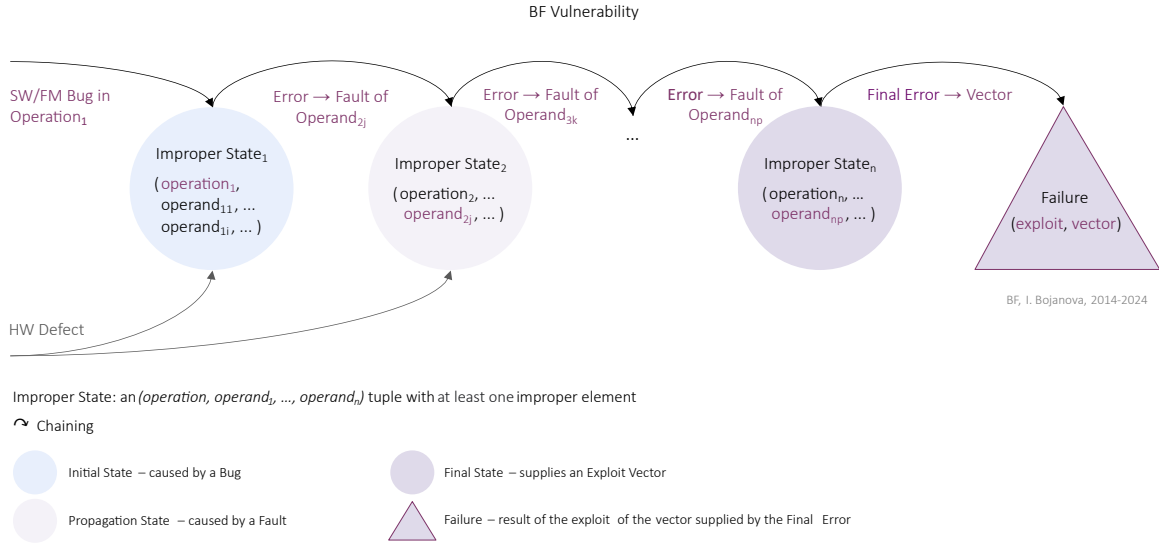 BF Vulnerability
SW/FM Bug in
Operation₁
Error → Fault of
Operand₂ⱼ
Error → Fault of
Operand₃ₖ
Error → Fault of
Operandₙₚ
Final Error → Vector
...
Improper State₁
(operation₁,
operand₁₁, ...
operand₁ᵢ, ... )
Improper State₂
(operation₂, ...
operand₂ⱼ, ... )
Improper Stateₙ
(operationₙ, ...
operandₙₚ, ... )
Failure
(exploit, vector)
BF, I. Bojanova, 2014-2024
HW Defect
Improper State: an (operation, operand₁, ..., operandₙ) tuple with at least one improper element
Chaining
Initial State – caused by a Bug
Final State – supplies an Exploit Vector
Propagation State – caused by a Fault
Failure – result of the exploit of the vector supplied by the Final Error